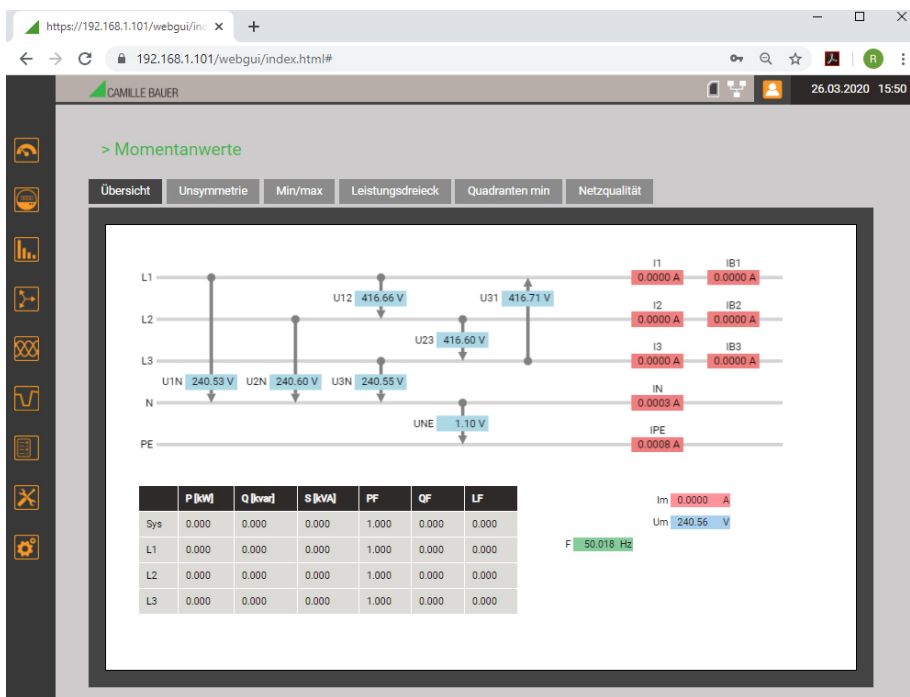 https://192.168.1.101/webgui/inc
192.168.1.101/webgui/index.html#
R
CAMILLE BAUER
26.03.2020 15:50
> Momentanwerte
Übersicht Unsymmetrie Min/max Leistungsdreieck Quadranten min Netzqualität
I1 IB1
L1 0.0000 A 0.0000 A
U12 416.66 V U31 416.71 V
I2 IB2
L2 0.0000 A 0.0000 A
U23 416.60 V
I3 IB3
L3 0.0000 A 0.0000 A
U1N 240.53 V U2N 240.60 V U3N 240.55 V
IN
N 0.0003 A
UNE 1.10 V
IPE
PE 0.0008 A
P [kW] Q [kvar] S [kVA] PF QF LF
Sys 0.000 0.000 0.000 1.000 0.000 0.000
L1 0.000 0.000 0.000 1.000 0.000 0.000
L2 0.000 0.000 0.000 1.000 0.000 0.000
L3 0.000 0.000 0.000 1.000 0.000 0.000
Im 0.0000 A
Um 240.56 V
F 50.018 Hz